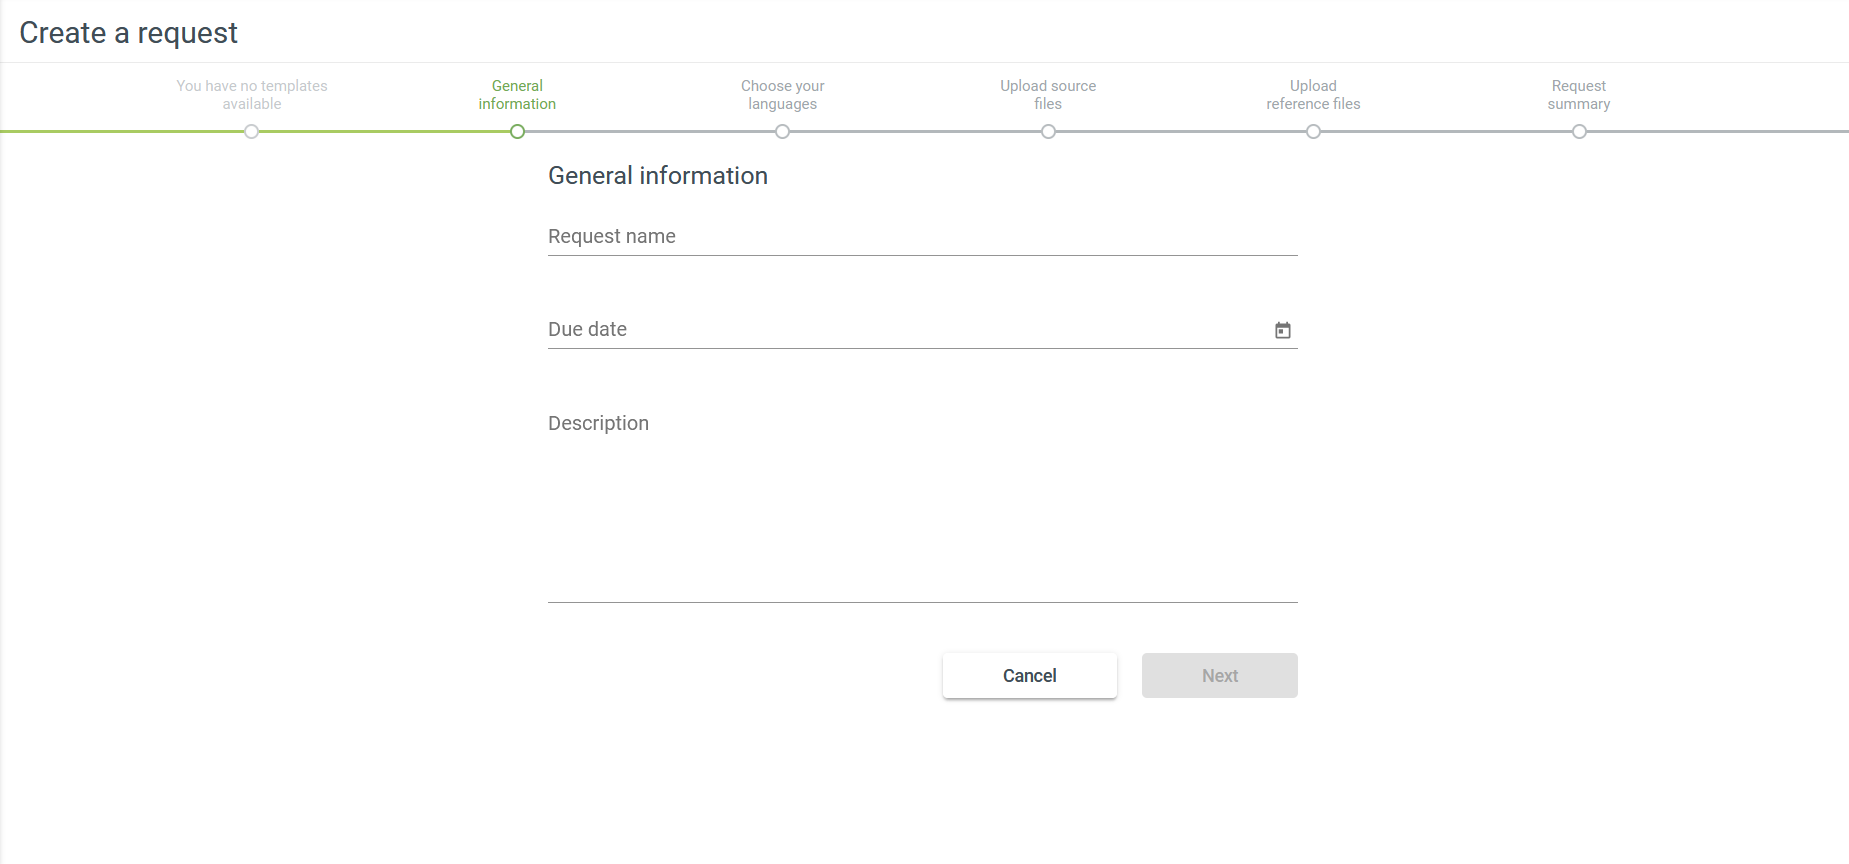 Create a request
You have no templates
available
General
information
Choose your
languages
Upload source
files
Upload
reference files
Request
summary
General information
Request name
Due date
Description
Cancel
Next